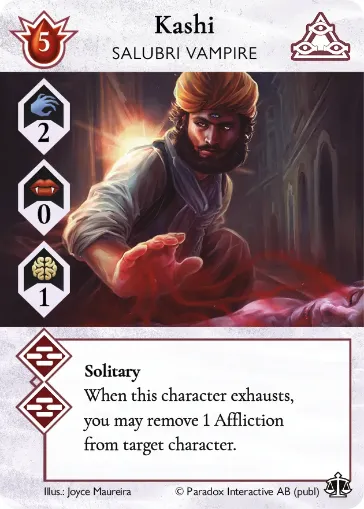 5
Kashi
SALUBRI VAMPIRE
2
0
1
Solitary
When this character exhausts,
you may remove 1 Affliction
from target character.
Illus.: Joyce Maureira © Paradox Interactive AB (publ)